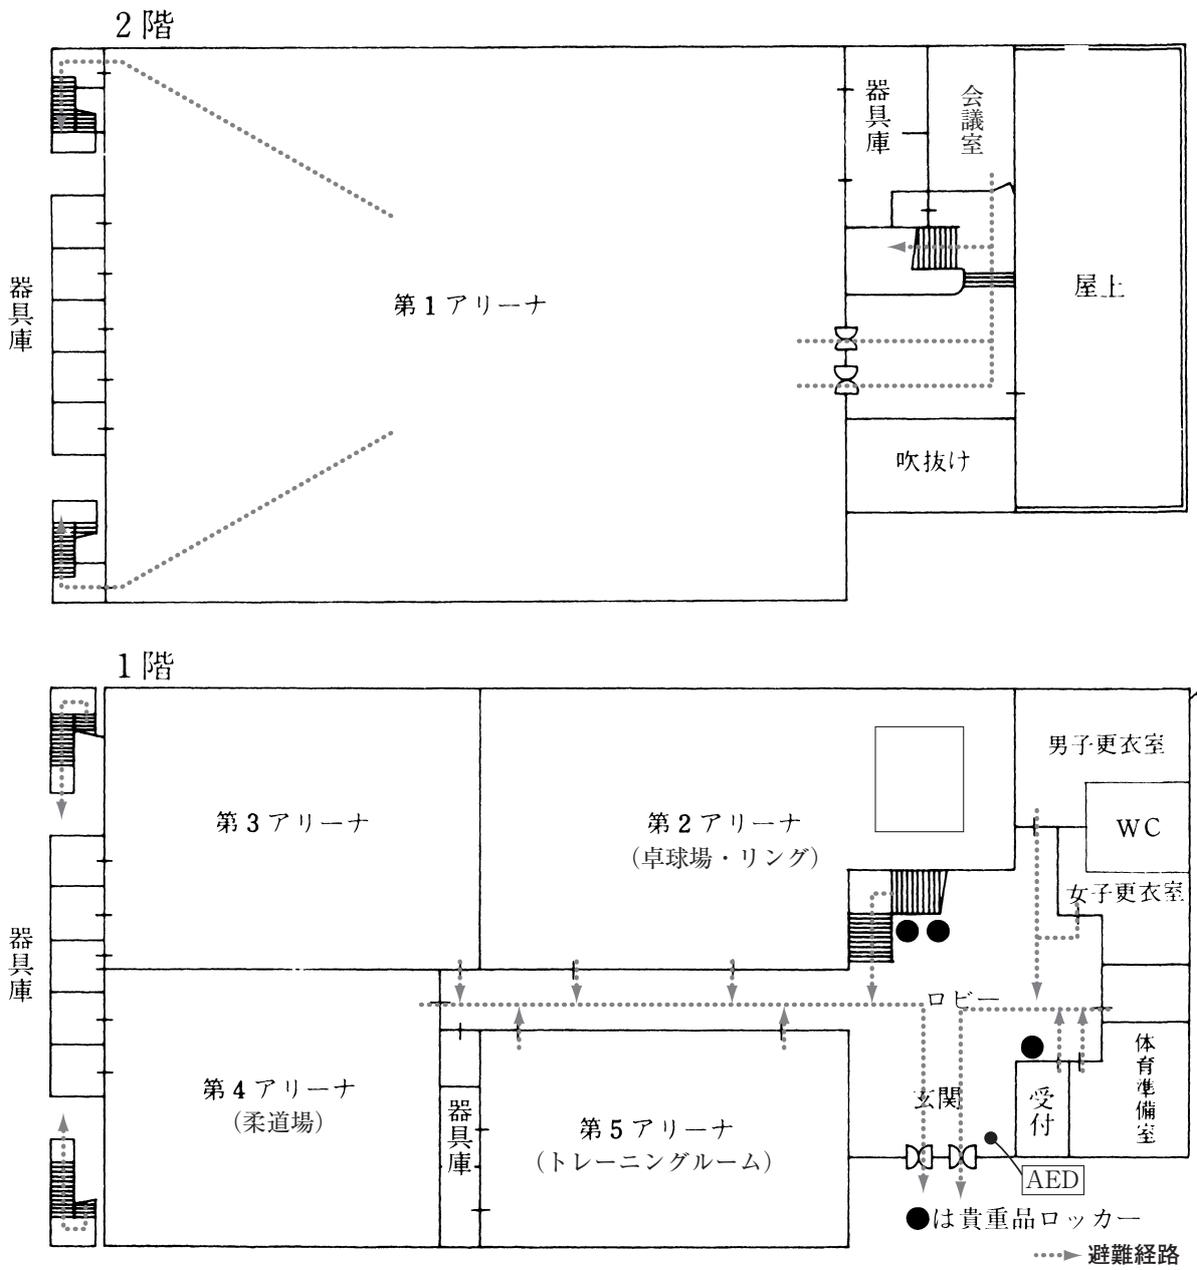 2階
器具庫
会議室
器具庫
第1アリーナ
屋上
吹抜け
1階
男子更衣室
第3アリーナ
第2アリーナ
(卓球場・リング)
WC
女子更衣室
器具庫
ロビー
第4アリーナ
(柔道場)
器具庫
第5アリーナ
(トレーニングルーム)
玄関
受付
体育準備室
AED
●は貴重品ロッカー
避難経路